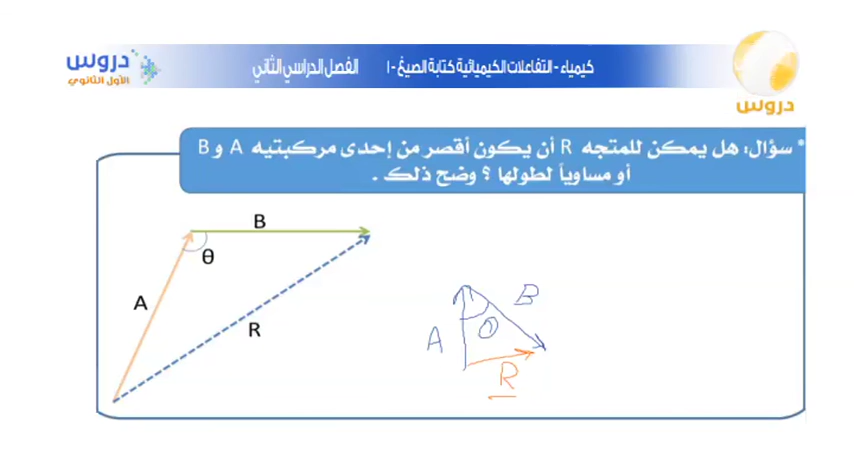 دروس
الأول الثانوي
كيمياء - التفاعلات الكيميائية كتابة الصيغ - ١ الفصل الدراسي الثاني
دروس
* سؤال: هل يمكن للمتجه R أن يكون أقصر من إحدى مركبتيه A و B
أو مساوياً لطولها ؟ وضح ذلك .
B
θ
A
R
B
θ
A
R